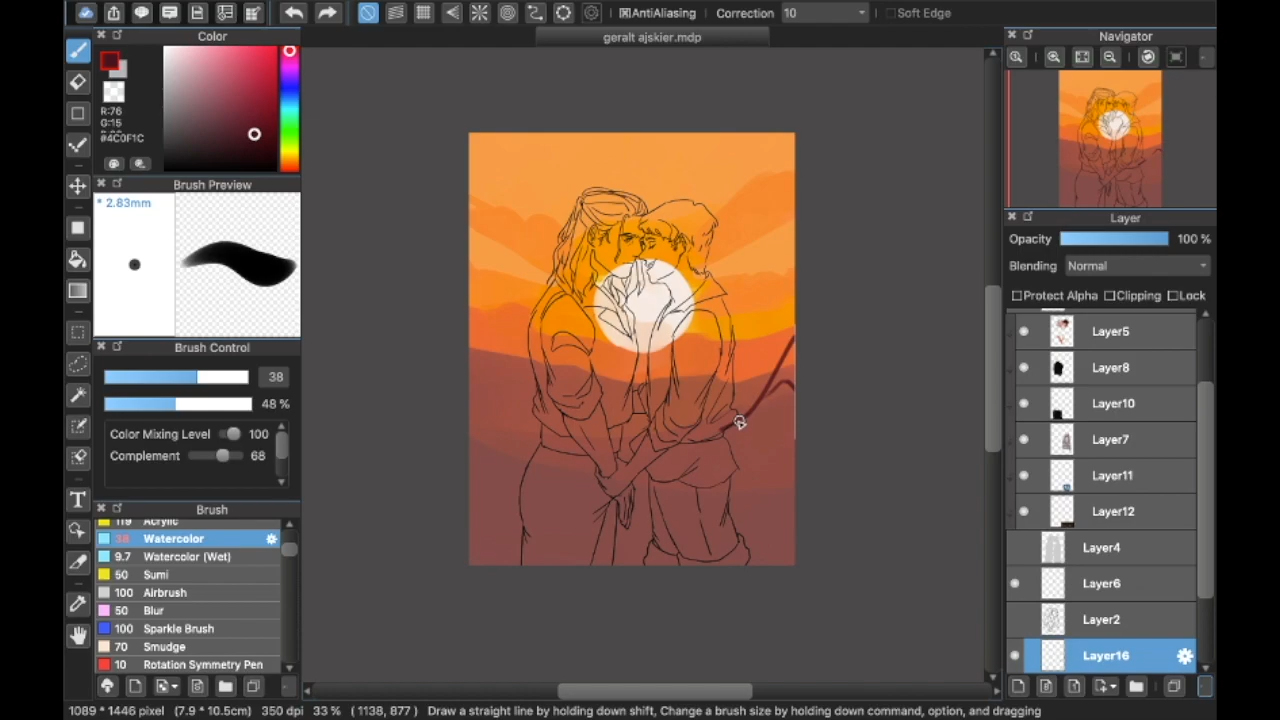 AntiAliasing
Correction
10
Soft Edge
geralt ajskier.mdp
Color
R:76
G:15
#4C0F1C
Brush Preview
* 2.83mm
Brush Control
38
48 %
Color Mixing Level 100
Complement 68
Brush
119 Acrylic
38 Watercolor
9.7 Watercolor (Wet)
50 Sumi
100 Airbrush
50 Blur
100 Sparkle Brush
70 Smudge
10 Rotation Symmetry Pen
Navigator
Layer
Opacity 100 %
Blending Normal
Protect Alpha Clipping Lock
Layer5
Layer8
Layer10
Layer7
Layer11
Layer12
Layer4
Layer6
Layer2
Layer16
1089 * 1446 pixel (7.9 * 10.5cm) 350 dpi 33 % ( 1138, 877 ) Draw a straight line by holding down shift, Change a brush size by holding down command, option, and dragging